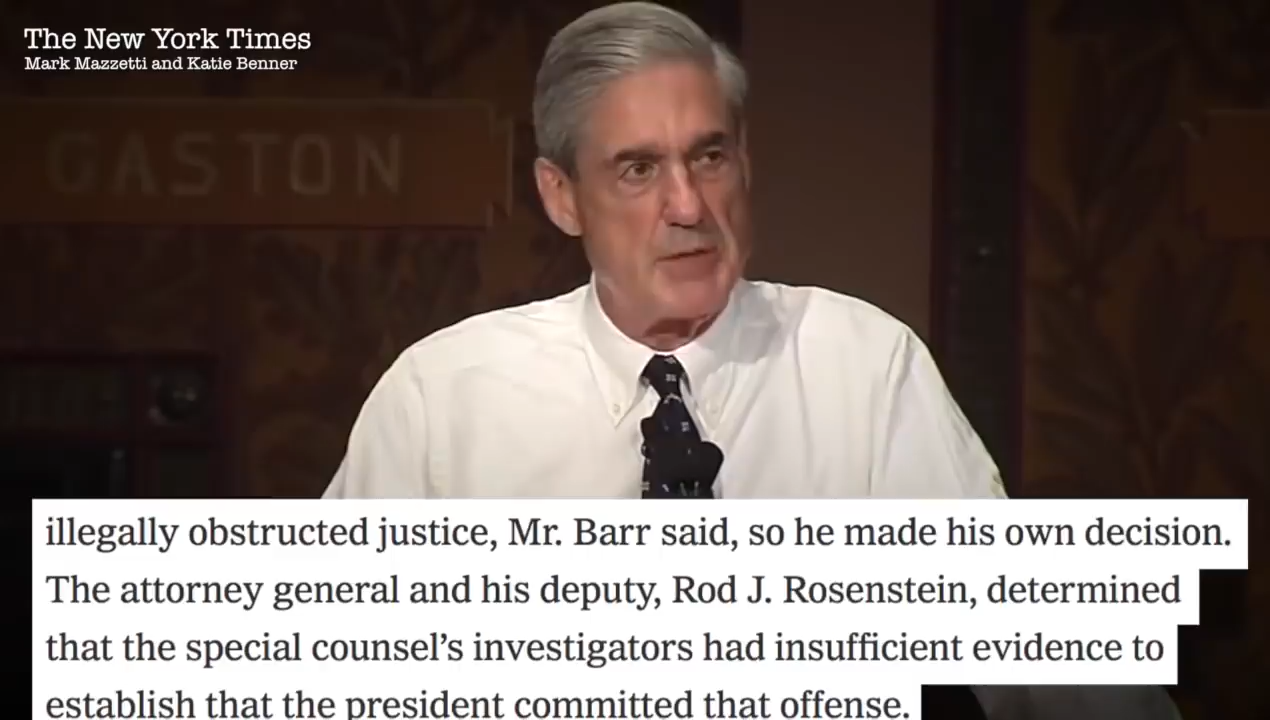 The New York Times
Mark Mazzetti and Katie Benner
GASTON
illegally obstructed justice, Mr. Barr said, so he made his own decision.
The attorney general and his deputy, Rod J. Rosenstein, determined
that the special counsel’s investigators had insufficient evidence to
establish that the president committed that offense.